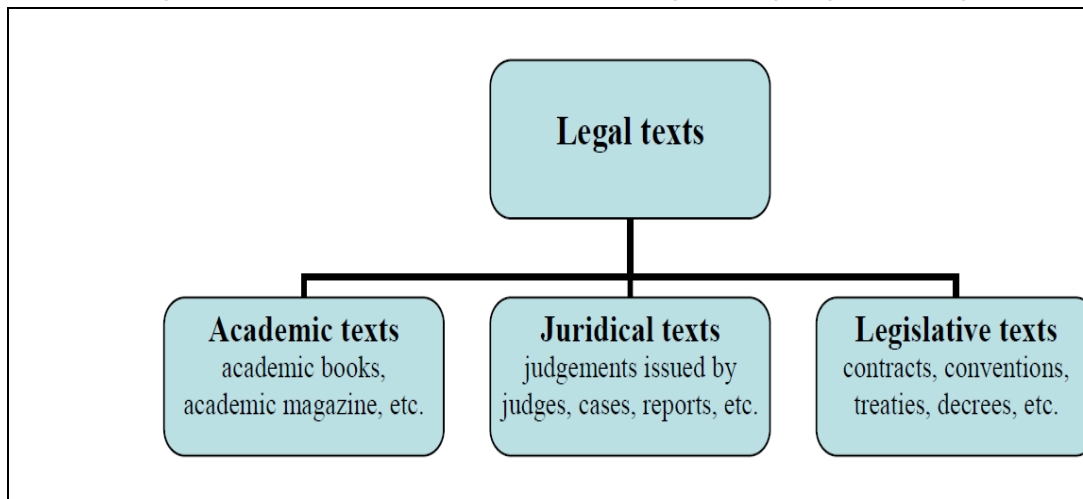 Legal texts
Academic texts
academic books,
academic magazine, etc.
Juridical texts
judgements issued by
judges, cases, reports, etc.
Legislative texts
contracts, conventions,
treaties, decrees, etc.